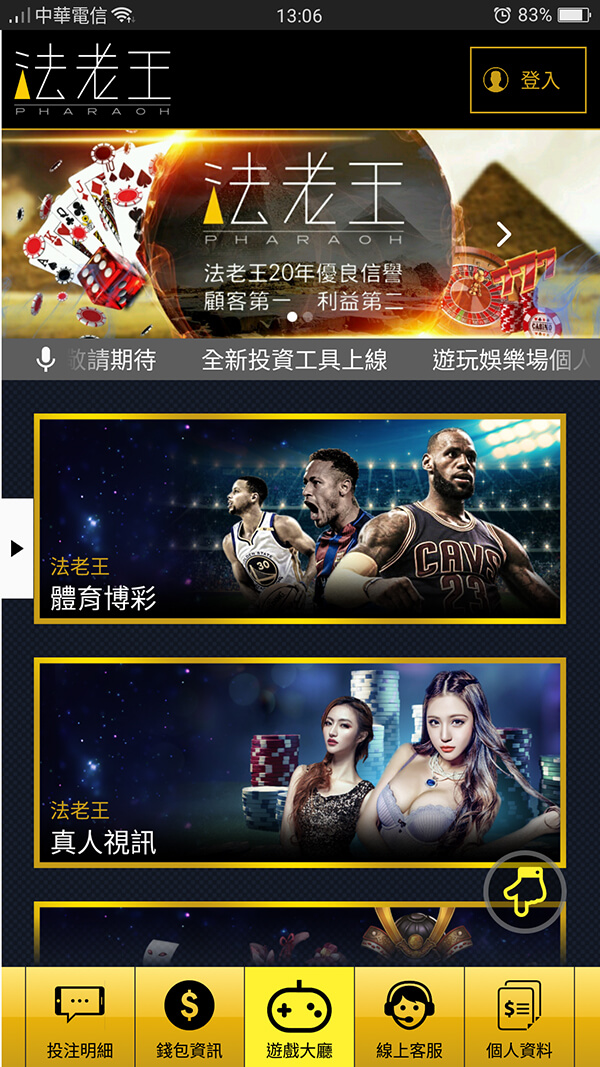 中華電信
13:06
83%
法老王
PHARAOH
登入
法老王
PHARAOH
法老王20年優良信譽
顧客第一 利益第二
CASINO
敬請期待 全新投資工具上線 遊玩娛樂場個人
GOLDEN STATE
30
CAVS
23
法老王
體育博彩
法老王
真人視訊
投注明細
錢包資訊
遊戲大廳
線上客服
個人資料